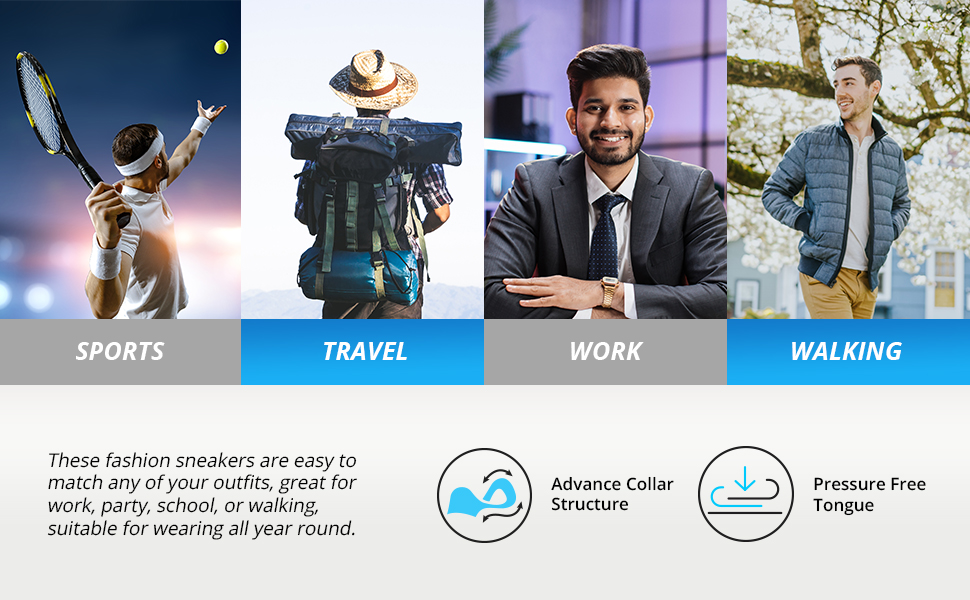 SPORTS
TRAVEL
WORK
WALKING
These fashion sneakers are easy to
match any of your outfits, great for
work, party, school, or walking,
suitable for wearing all year round.
Advance Collar
Structure
Pressure Free
Tongue